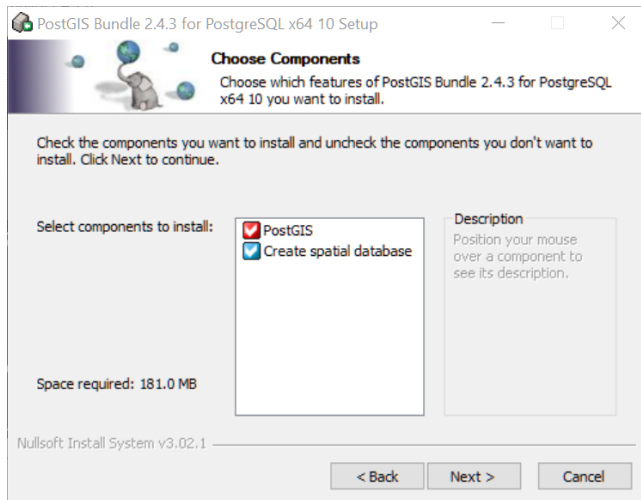 PostGIS Bundle 2.4.3 for PostgreSQL x64 10 Setup
Choose Components
Choose which features of PostGIS Bundle 2.4.3 for PostgreSQL
x64 10 you want to install.
Check the components you want to install and uncheck the components you don't want to
install. Click Next to continue.
Select components to install:
PostGIS
Create spatial database
Description
Position your mouse
over a component to
see its description.
Space required: 181.0 MB
Nullsoft Install System v3.02.1
< Back
Next >
Cancel